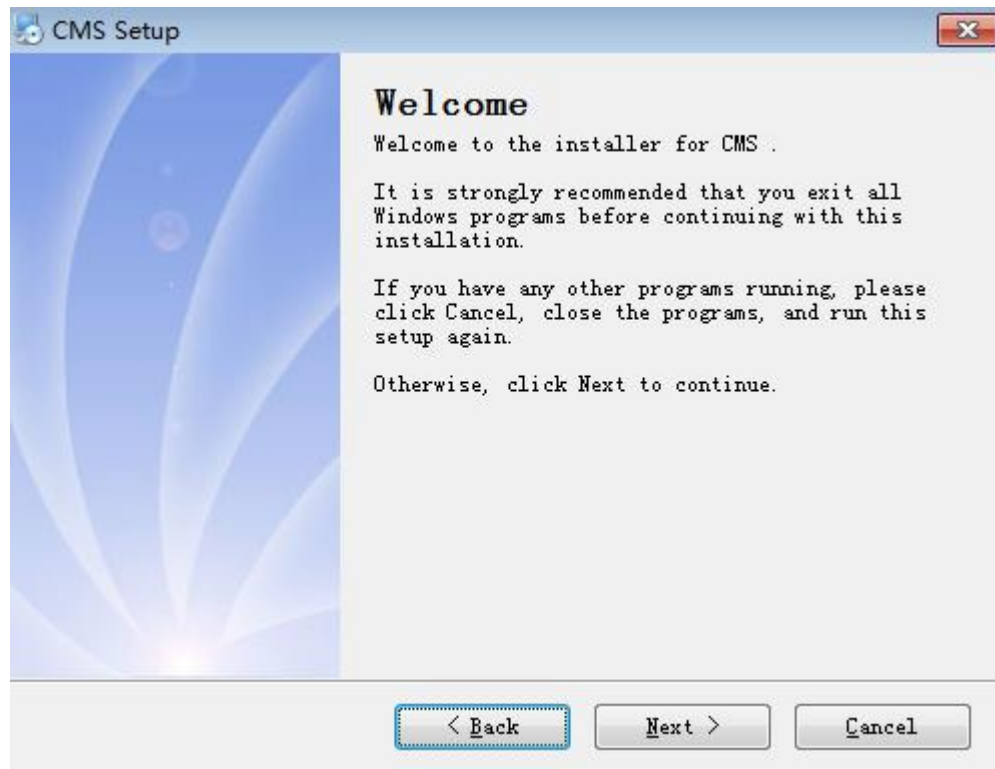 CMS Setup
Welcome
Welcome to the installer for CMS .
It is strongly recommended that you exit all
Windows programs before continuing with this
installation.
If you have any other programs running, please
click Cancel, close the programs, and run this
setup again.
Otherwise, click Next to continue.
< Back
Next >
Cancel